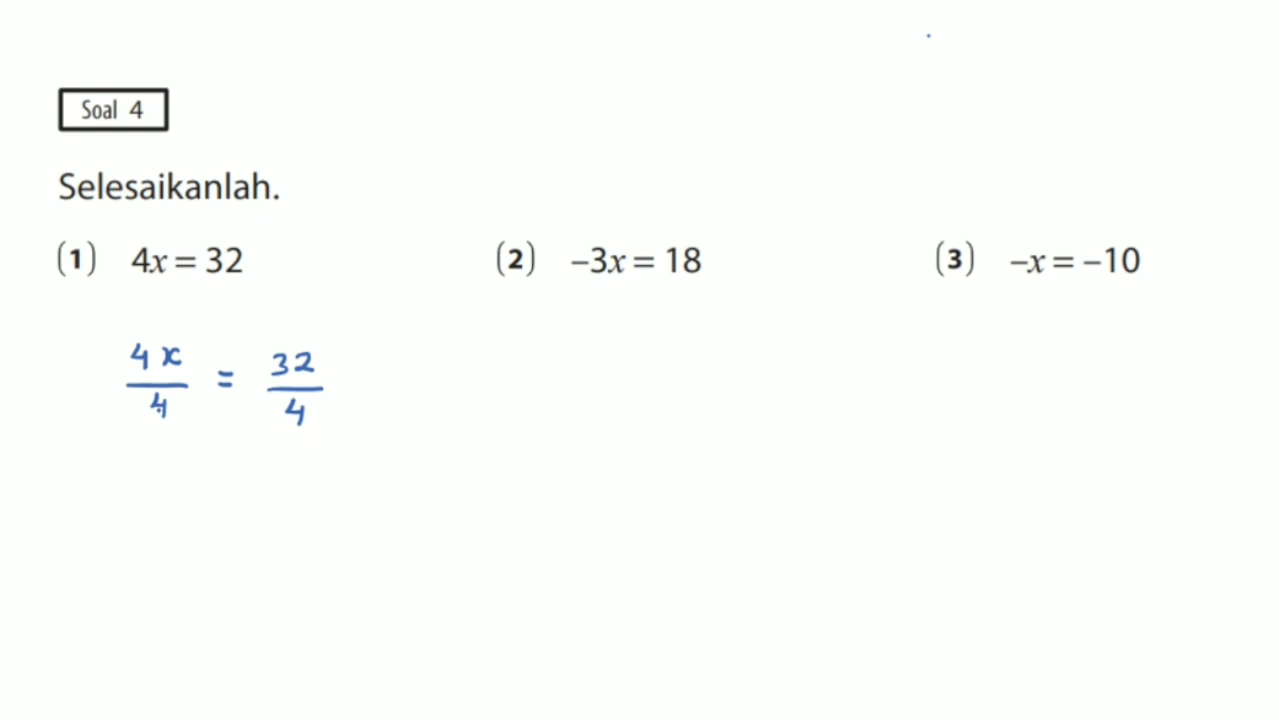 Soal 4
Selesaikanlah.
(1) 4x = 32 (2) –3x = 18 (3) –x = –10
4x/4 = 32/4